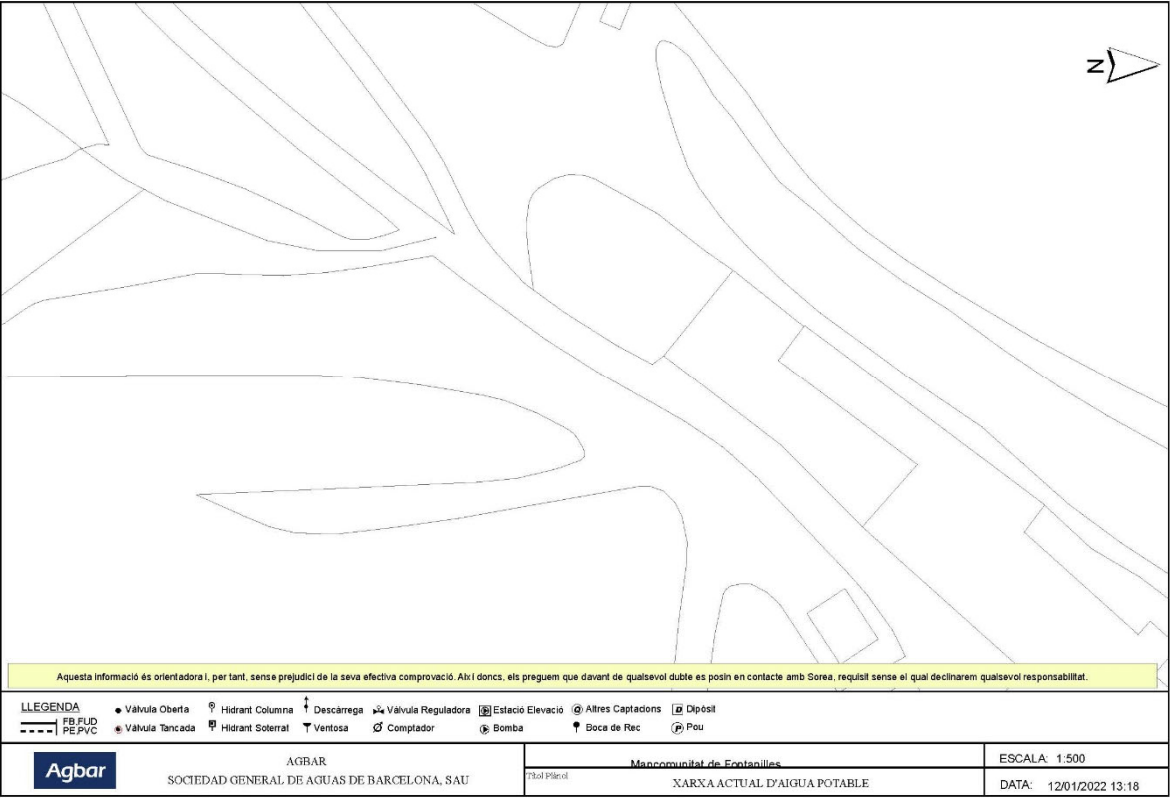 N
Aquesta informació és orientadora i, per tant, sense prejudici de la seva efectiva comprovació. Així doncs, els preguem que davant de qualsevol dubte es posin en contacte amb Sorea, requisit sense el qual declinarem qualsevol responsabilitat.
LLEGENDA
FB,FUD
PE,PVC
Vàlvula Oberta
Hidrant Columna
Descàrrega
Vàlvula Reguladora
Estació Elevació
Altres Captacions
D Dipòsit
Vàlvula Tancada
Hidrant Soterrat
Ventosa
Comptador
Bomba
Boca de Rec
P Pou
Agbar
AGBAR
SOCIEDAD GENERAL DE AGUAS DE BARCELONA, SAU
Mancomunitat de Fontanilles
Títol Plànol
XARXA ACTUAL D'AIGUA POTABLE
ESCALA: 1:500
DATA: 12/01/2022 13:18